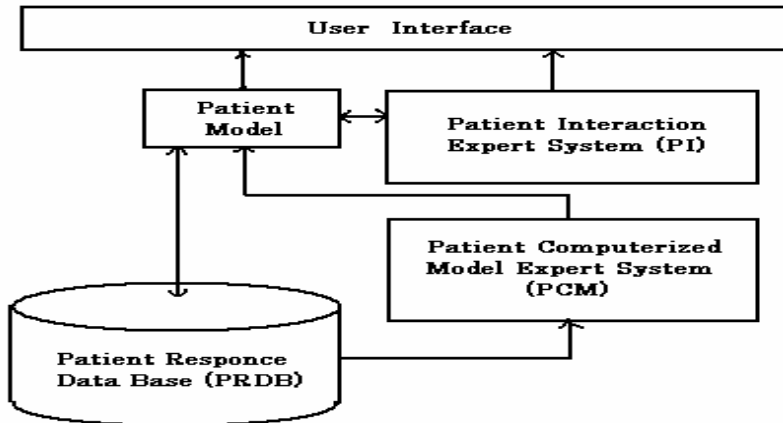 User Interface
Patient
Model
Patient Interaction
Expert System (PI)
Patient Computerized
Model Expert System
(PCM)
Patient Responce
Data Base (PRDB)